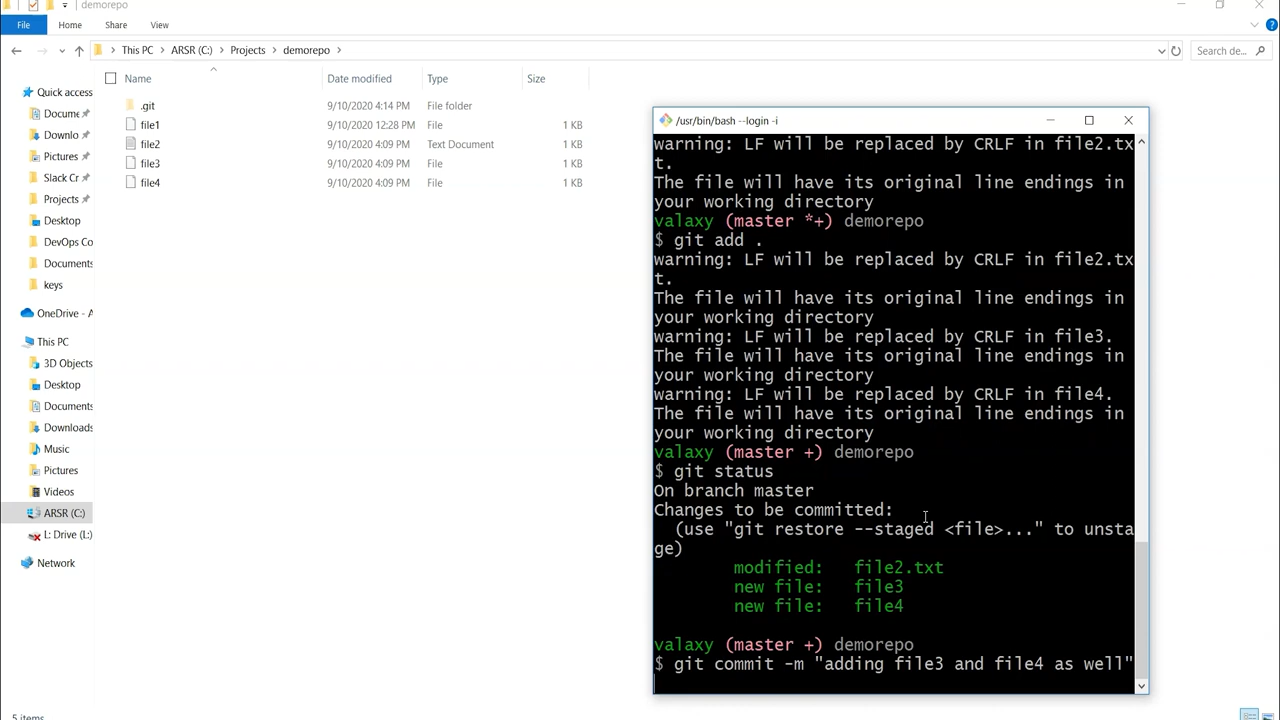 demorepo
File Home Share View
This PC ARSR (C:) Projects demorepo
Search de...
Name Date modified Type Size
Quick access
Docume
Downlo
Pictures
Slack Cr
Projects
Desktop
DevOps Co
Documents
keys
OneDrive - A
This PC
3D Objects
Desktop
Documents
Downloads
Music
Pictures
Videos
ARSR (C:)
L: Drive (L:)
Network
.git 9/10/2020 4:14 PM File folder
file1 9/10/2020 12:28 PM File 1 KB
file2 9/10/2020 4:09 PM Text Document 1 KB
file3 9/10/2020 4:09 PM File 1 KB
file4 9/10/2020 4:09 PM File 1 KB
5 items
/usr/bin/bash --login -i
warning: LF will be replaced by CRLF in file2.tx
t.
The file will have its original line endings in
your working directory
valaxy (master *+) demorepo
$ git add .
warning: LF will be replaced by CRLF in file2.tx
t.
The file will have its original line endings in
your working directory
warning: LF will be replaced by CRLF in file3.
The file will have its original line endings in
your working directory
warning: LF will be replaced by CRLF in file4.
The file will have its original line endings in
your working directory
valaxy (master +) demorepo
$ git status
On branch master
Changes to be committed:
(use "git restore --staged <file>..." to unsta
ge)
modified: file2.txt
new file: file3
new file: file4
valaxy (master +) demorepo
$ git commit -m "adding file3 and file4 as well"